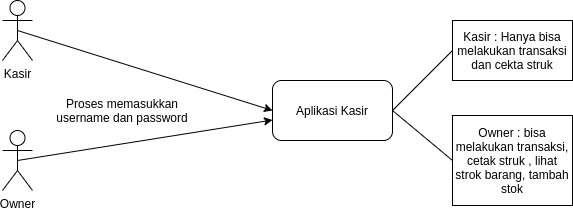 Kasir
Proses memasukkan
username dan password
Owner
Aplikasi Kasir
Kasir : Hanya bisa
melakukan transaksi
dan cekta struk
Owner : bisa
melakukan transaksi,
cetak struk , lihat
strok barang, tambah
stok